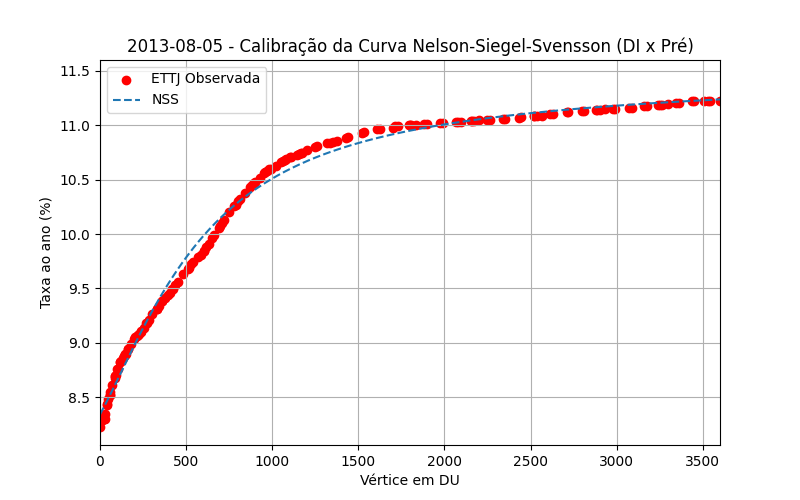 2013-08-05 - Calibração da Curva Nelson-Siegel-Svensson (DI x Pré)
ETTJ Observada
NSS
Taxa ao ano (%)
11.5
11.0
10.5
10.0
9.5
9.0
8.5
0 500 1000 1500 2000 2500 3000 3500
Vértice em DU